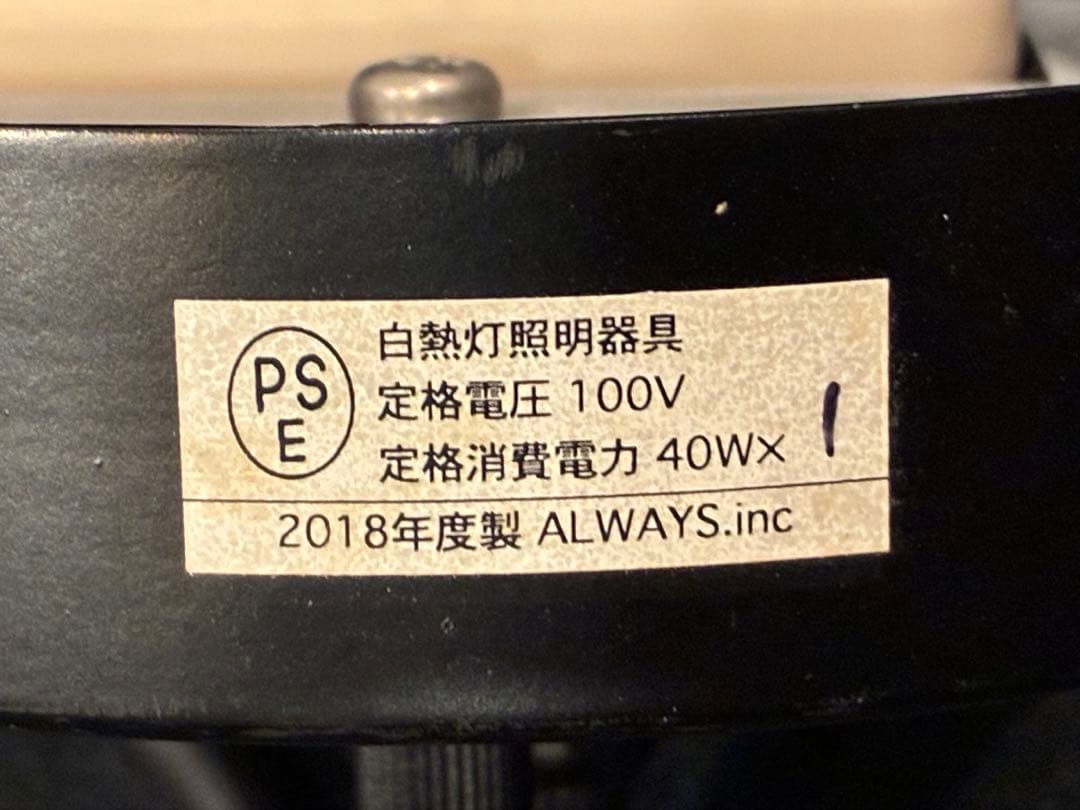 PS
E
白熱灯照明器具
定格電圧 100V
定格消費電力 40W× 1
2018年度製 ALWAYS.inc